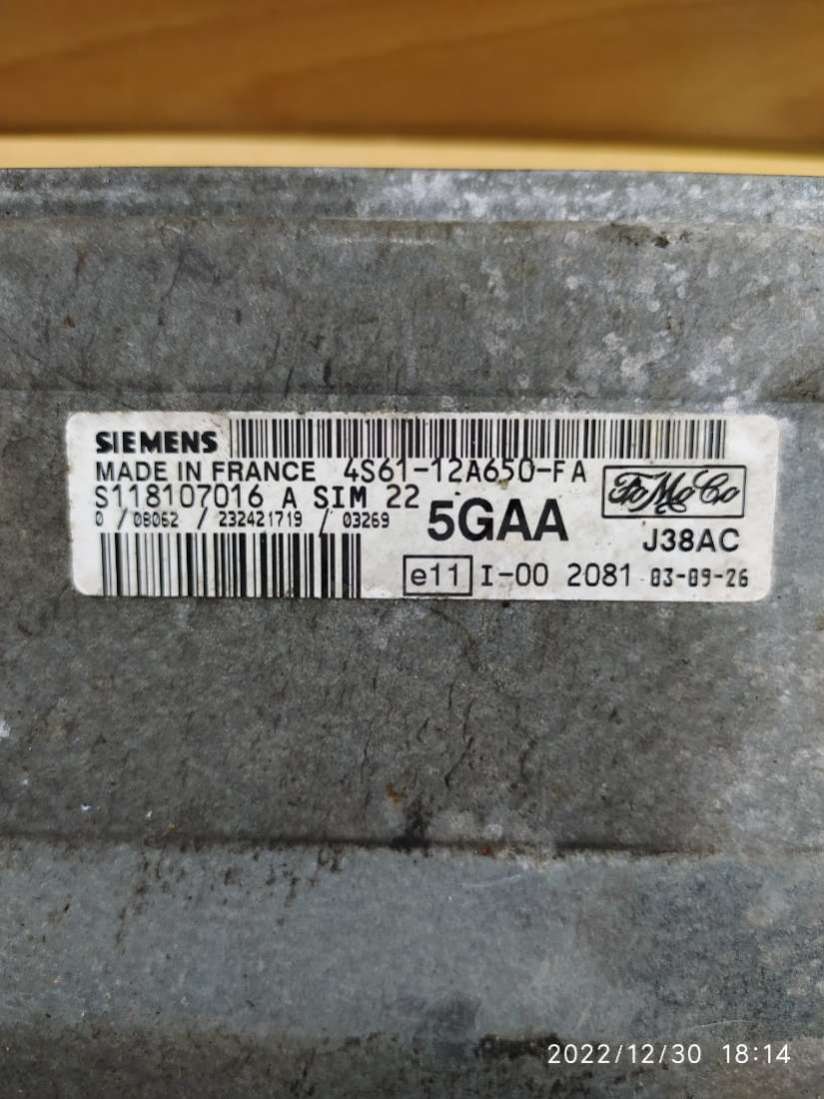 SIEMENS
MADE IN FRANCE 4S61-12A650-FA
FoMoCo
S118107016 A SIM 22
0 / 08062 / 232421719 / 03269
5GAA
J38AC
e11 I-00 2081 03-09-26
2022/12/30 18:14